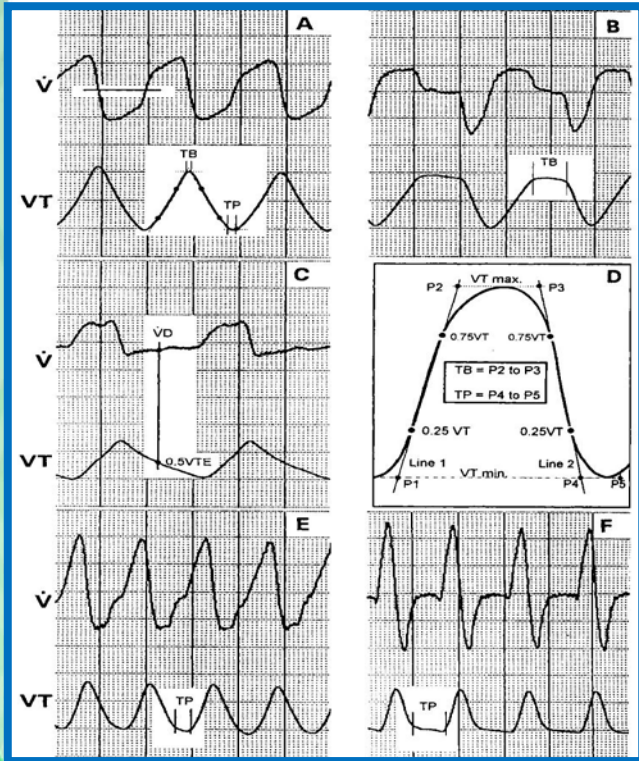 A
V̇
TB
VT
TP
B
TB
C
V̇
V̇D
VT
0.5VTE
D
P2 VT max. P3
0.75VT 0.75VT
TB = P2 to P3
TP = P4 to P5
0.25 VT 0.25VT
Line 1 Line 2
VT min.
P1 P4 P5
E
V̇
VT
TP
F
TP